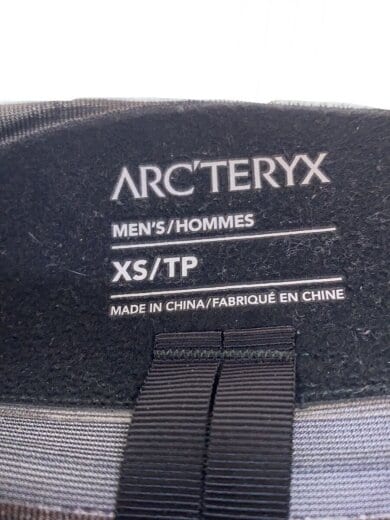 ARC'TERYX
MEN'S/HOMMES
XS/TP
MADE IN CHINA/FABRIQUÉ EN CHINE